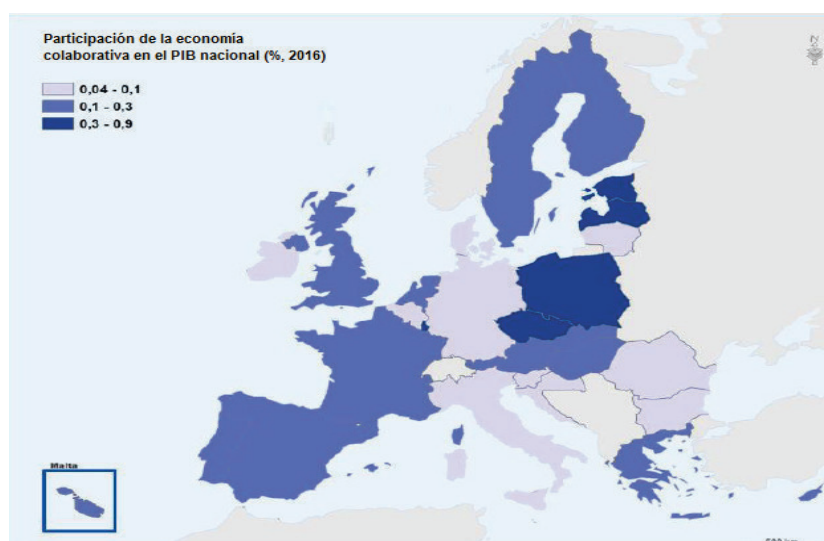 Participación de la economía
colaborativa en el PIB nacional (%, 2016)
0,04 - 0,1
0,1 - 0,3
0,3 - 0,9
Malta